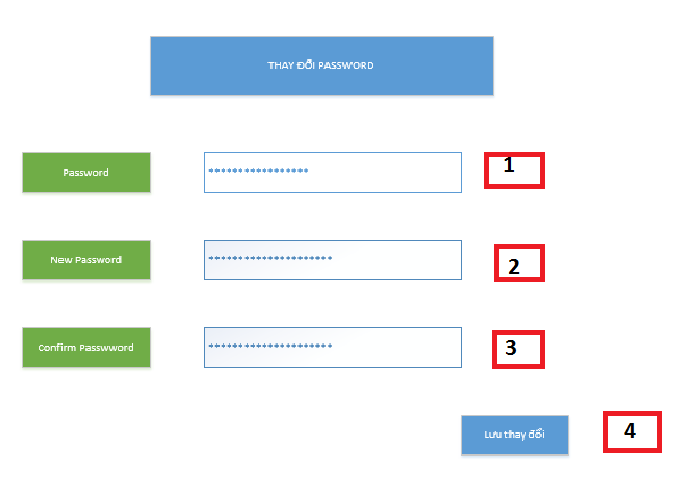 THAY ĐỔI PASSWORD
Password
*****************
1
New Password
*********************
2
Confirm Passwword
*********************
3
Lưu thay đổi
4